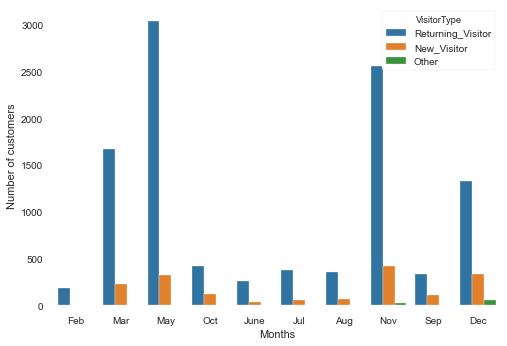 VisitorType
Returning_Visitor
New_Visitor
Other
Number of customers
3000
2500
2000
1500
1000
500
0
Feb Mar May Oct June Jul Aug Nov Sep Dec
Months